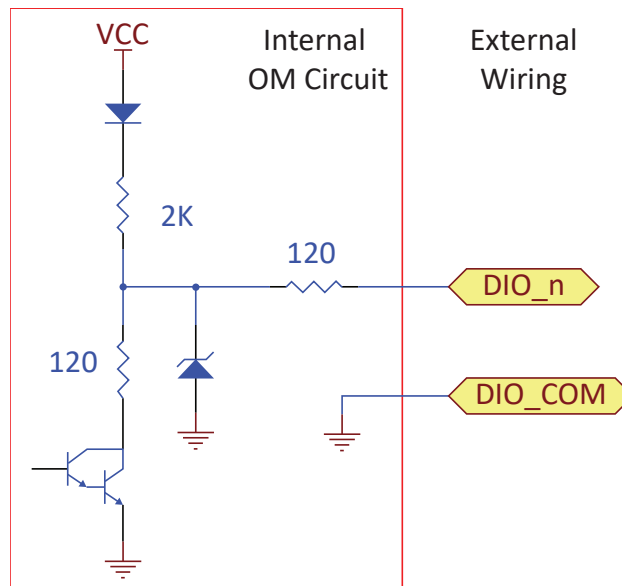 VCC
Internal
OM Circuit
External
Wiring
2K
120
DIO_n
120
DIO_COM